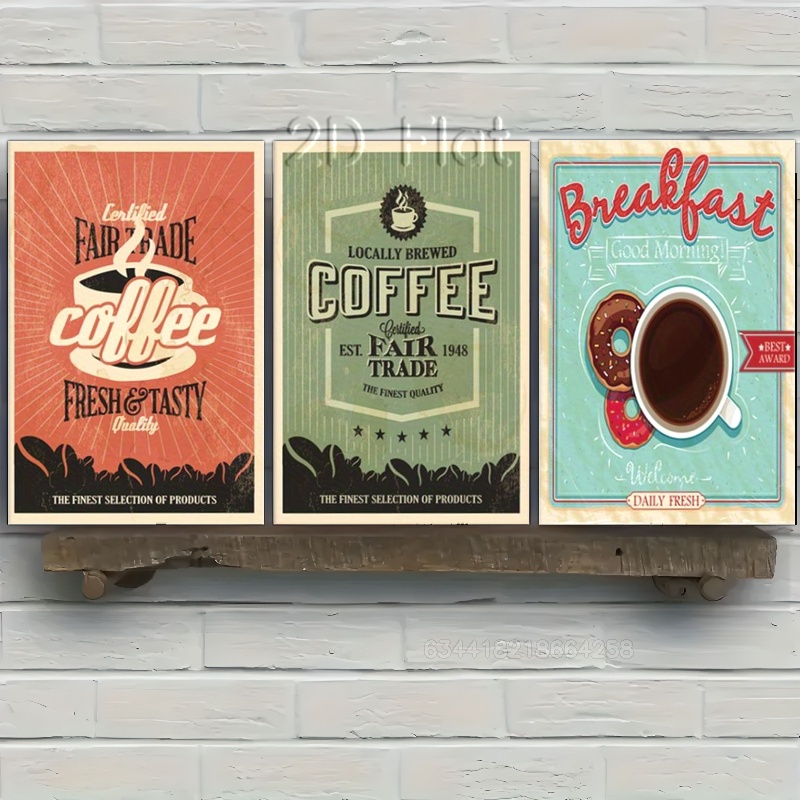 2D Flat
Certified
FAIR TRADE
coffee
FRESH & TASTY
Quality
THE FINEST SELECTION OF PRODUCTS
LOCALLY BREWED
COFFEE
Certified
EST. FAIR 1948
TRADE
THE FINEST QUALITY
THE FINEST SELECTION OF PRODUCTS
Breakfast
Good Morning!
BEST
AWARD
Welcome
DAILY FRESH
634418218664258